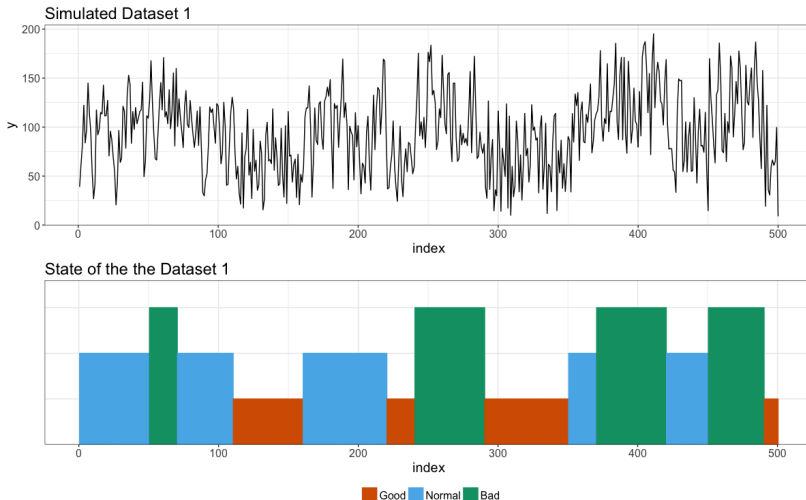 Simulated Dataset 1
200
150
100
50
0
y
0 100 200 300 400 500
index
State of the the Dataset 1
0 100 200 300 400 500
index
Good Normal Bad